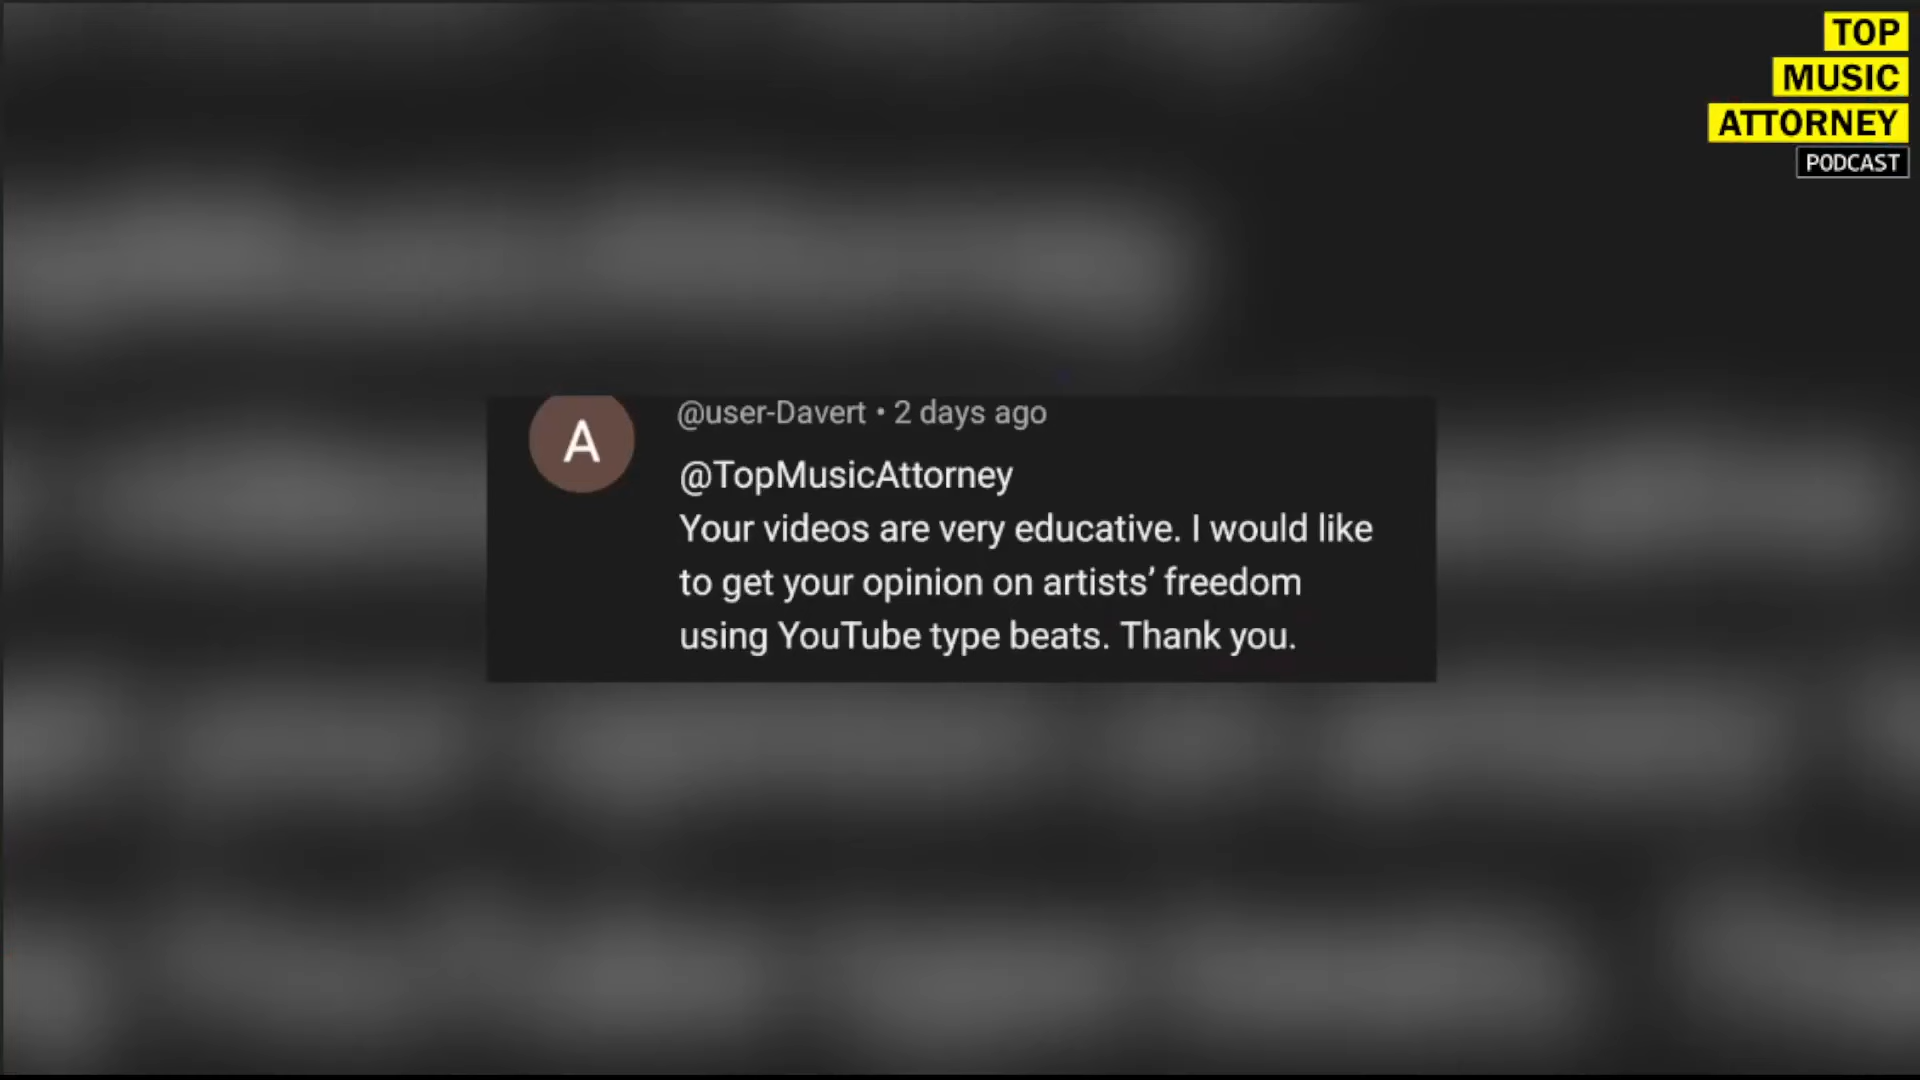 TOP
MUSIC
ATTORNEY
PODCAST
A
@user-Davert • 2 days ago
@TopMusicAttorney
Your videos are very educative. I would like
to get your opinion on artists’ freedom
using YouTube type beats. Thank you.